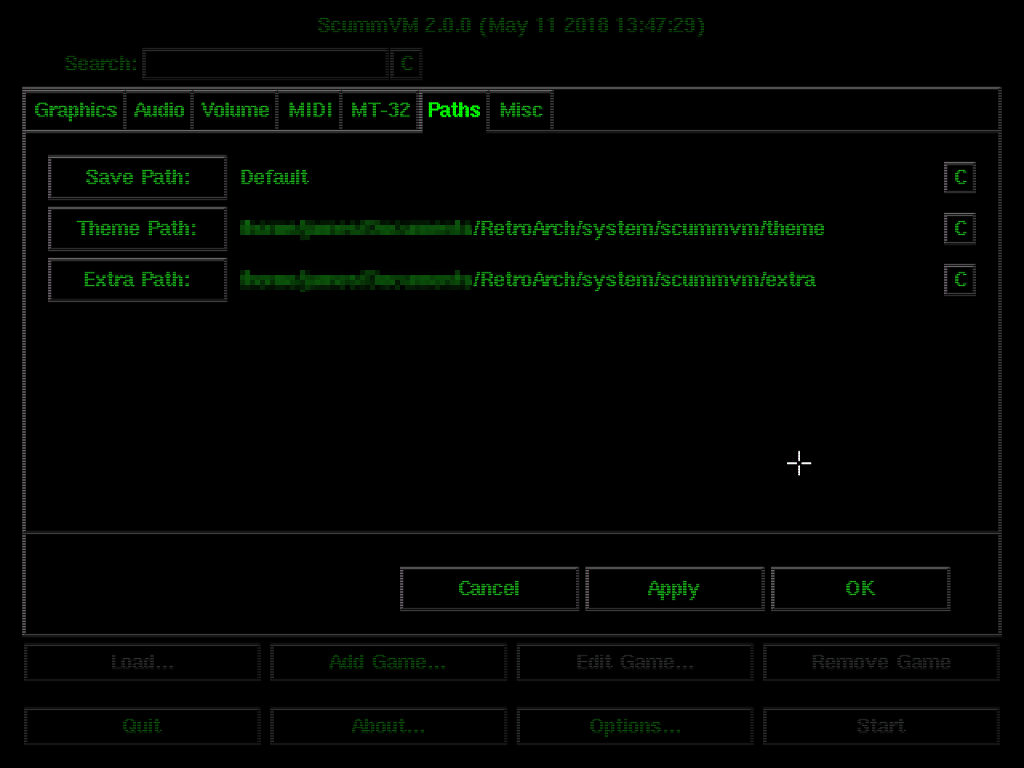 ScummVM 2.0.0 (May 11 2018 13:47:29)
Search: C
Graphics Audio Volume MIDI MT-32 Paths Misc
Save Path: Default C
Theme Path: /RetroArch/system/scummvm/theme C
Extra Path: /RetroArch/system/scummvm/extra C
Cancel Apply OK
Load... Add Game... Edit Game... Remove Game
Quit About... Options... Start